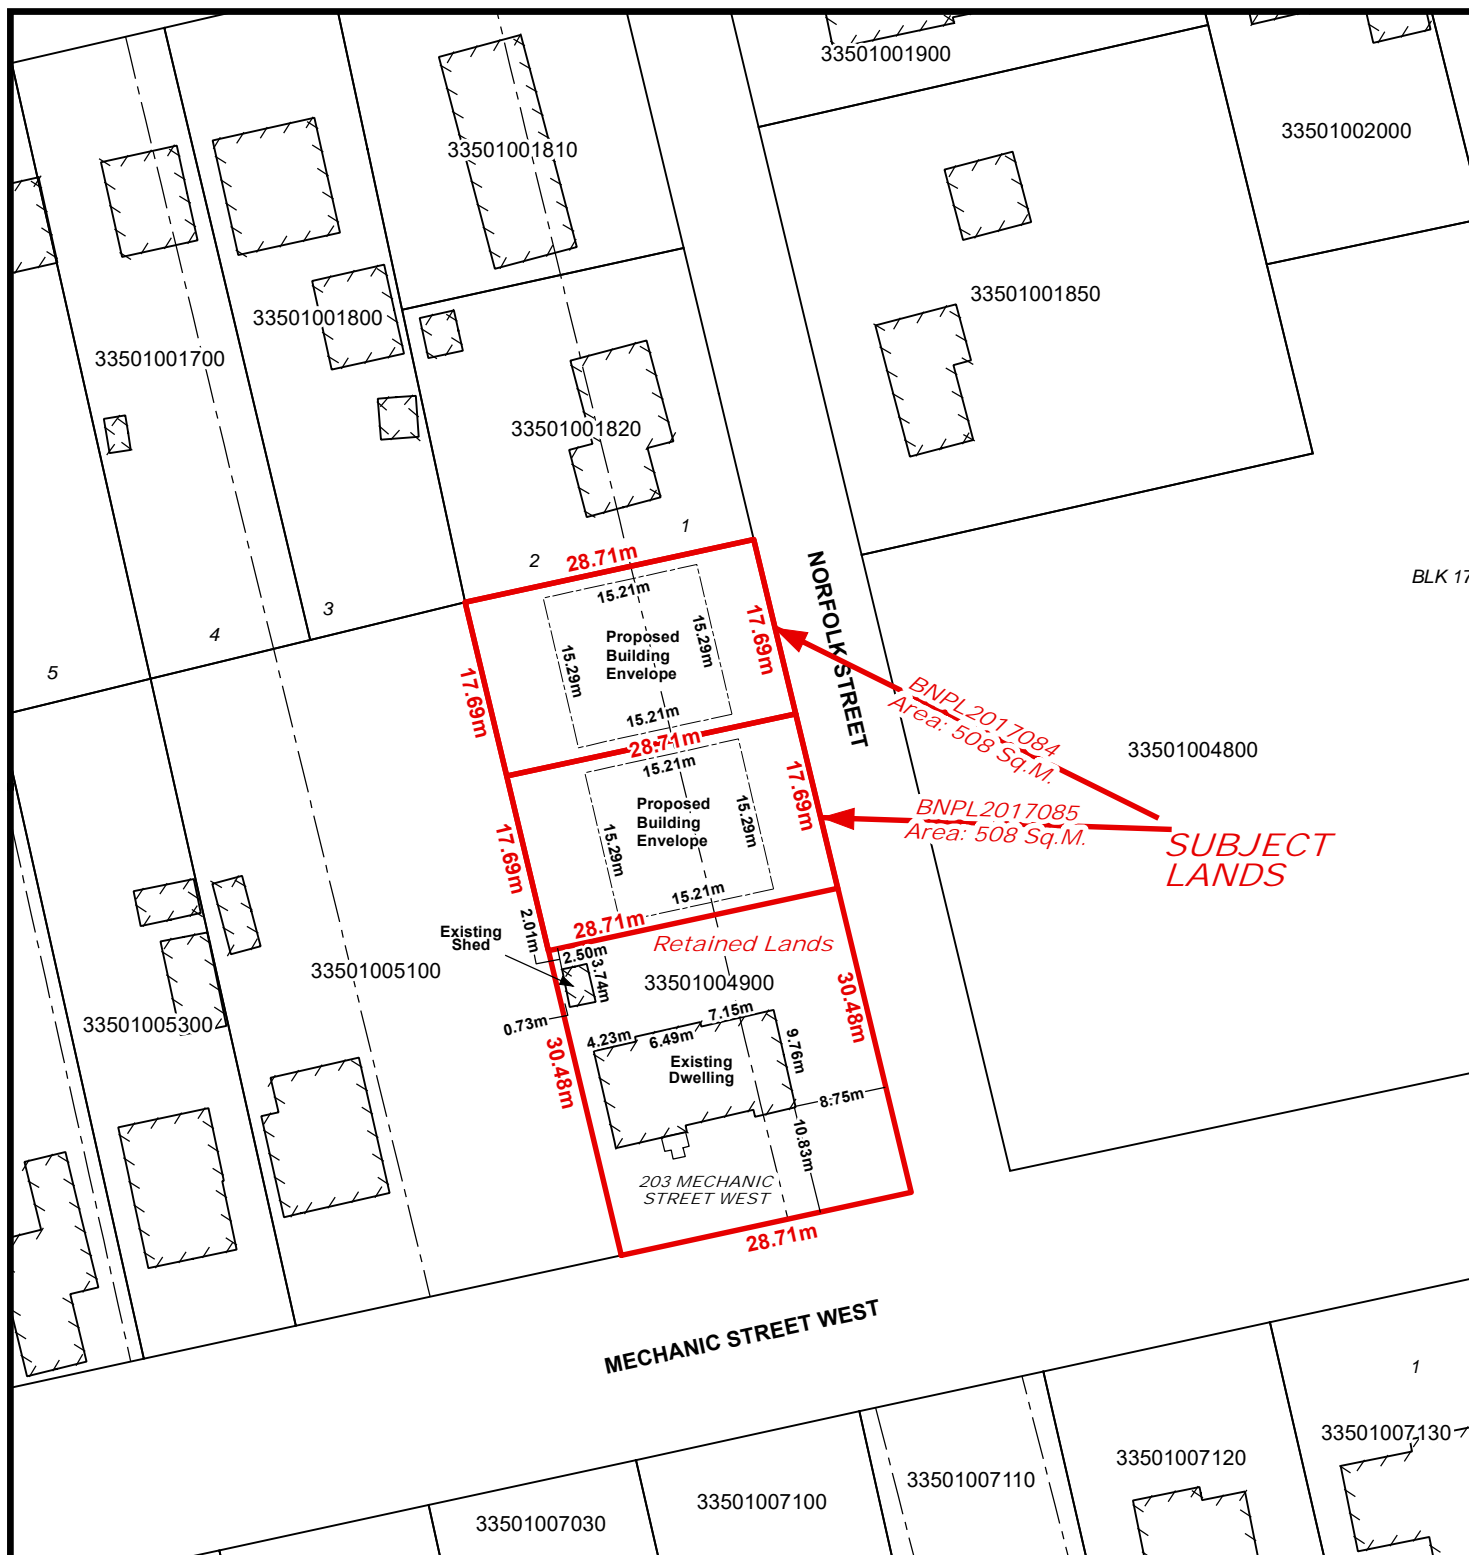 33501001900
33501002000
33501001810
33501001850
33501001800
33501001700
33501001820
1
2
3
4
5
28.71m
15.21m
NORFOLK STREET
BLK 17
17.69m
15.29m
Proposed
Building
Envelope
15.29m
17.69m
15.21m
28.71m
BNPL2017084
Area: 508 Sq.M.
33501004800
15.21m
17.69m
Proposed
Building
Envelope
15.29m
15.29m
BNPL2017085
Area: 508 Sq.M.
SUBJECT
LANDS
17.69m
15.21m
28.71m
2.01m
Existing
Shed
Retained Lands
2.50m
3.74m
33501005100
33501004900
33501005300
0.73m
7.15m
4.23m
6.49m
9.76m
30.48m
30.48m
Existing
Dwelling
8.75m
10.83m
203 MECHANIC
STREET WEST
28.71m
MECHANIC STREET WEST
1
33501007130
33501007120
33501007110
33501007100
33501007030